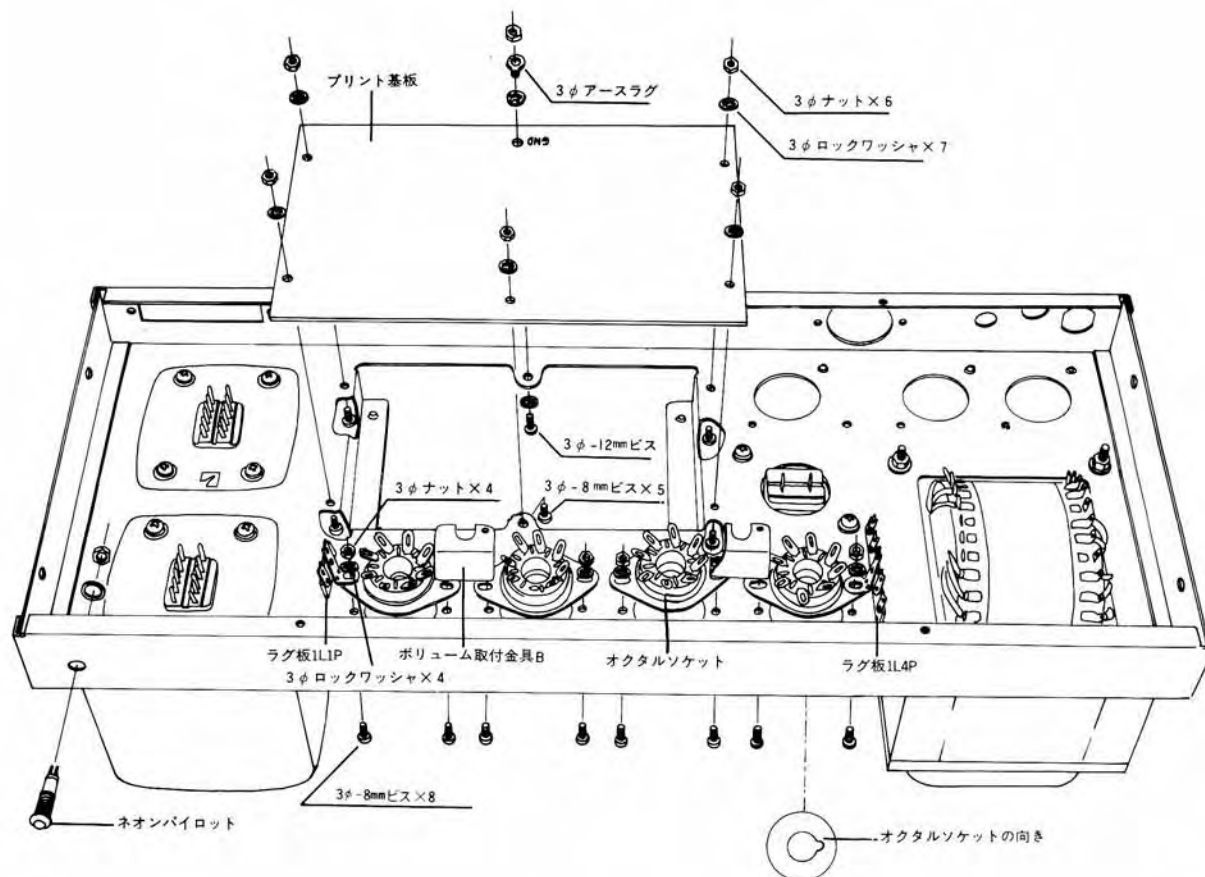 プリント基板
3φアースラグ
3φナット×6
3φロックワッシャ×7
GMD
3φ-12mmビス
3φナット×4
3φ-8mmビス×5
ラグ板1L1P
ボリューム取付金具B
オクタルソケット
ラグ板1L4P
3φロックワッシャ×4
3φ-8mmビス×8
ネオンパイロット
オクタルソケットの向き